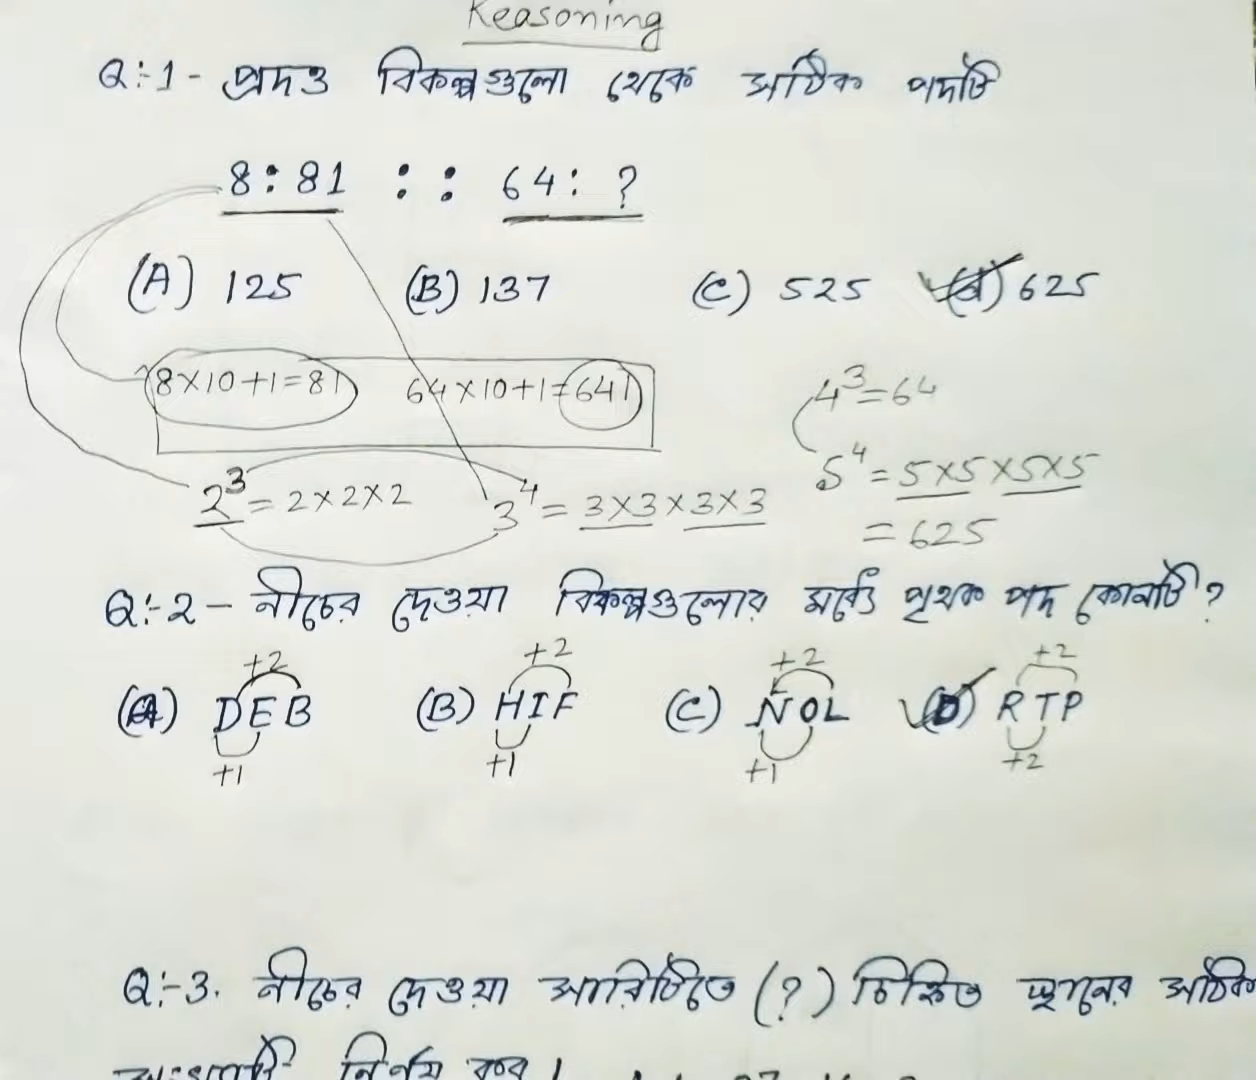 Reasoning
Q:-1- প্রদত্ত বিকল্পগুলো থেকে সঠিক পদটি
8 : 81 : : 64 : ?
(A) 125 (B) 137 (C) 525 (d) 625
8×10+1=81 64×10+1=641
4³=64
2³ = 2×2×2 3⁴ = 3×3×3×3 5⁴ = 5×5×5×5
= 625
Q:-2- নীচের দেওয়া বিকল্পগুলোর মধ্যে পৃথক পদ কোনটি?
+2 +2 +2 +2
(A) DEB (B) HIF (C) NOL (D) RTP
+1 +1 +1 +2
Q:-3. নীচের দেওয়া সারিটিতে (?) চিহ্নিত স্থানের সঠিক
নির্ণয় কর।